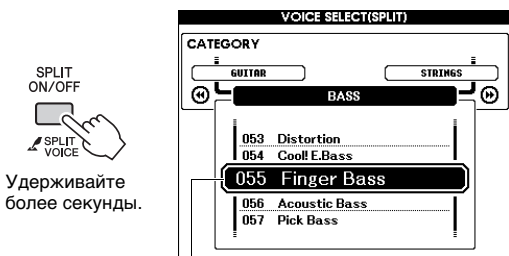 VOICE SELECT(SPLIT)
CATEGORY
GUITAR
STRINGS
BASS
053 Distortion
054 Cool! E.Bass
055 Finger Bass
056 Acoustic Bass
057 Pick Bass
SPLIT
ON/OFF
SPLIT
VOICE
Удерживайте
более секунды.